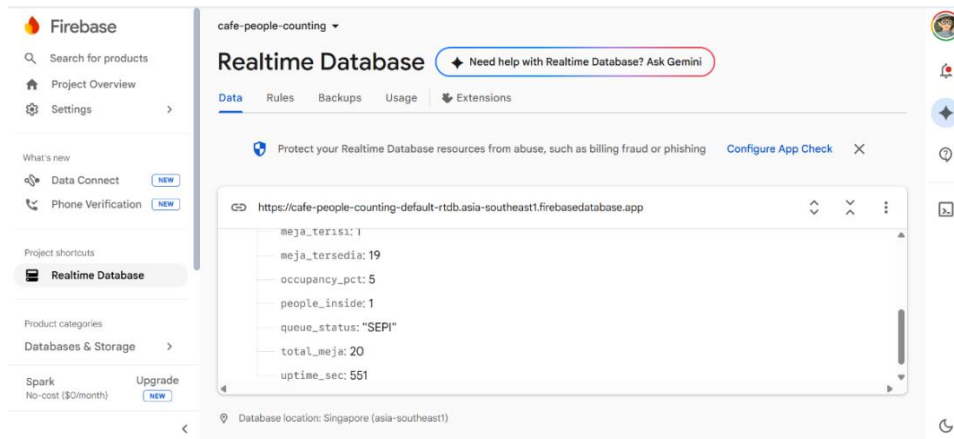 Firebase
Search for products
Project Overview
Settings
What's new
Data Connect NEW
Phone Verification NEW
Project shortcuts
Realtime Database
Product categories
Databases & Storage
Spark
No-cost ($0/month)
Upgrade
NEW
cafe-people-counting
Realtime Database
Need help with Realtime Database? Ask Gemini
Data Rules Backups Usage Extensions
Protect your Realtime Database resources from abuse, such as billing fraud or phishing Configure App Check
https://cafe-people-counting-default-rtdb.asia-southeast1.firebasedatabase.app
meja_terisi: 1
meja_tersedia: 19
occupancy_pct: 5
people_inside: 1
queue_status: "SEPI"
total_meja: 20
uptime_sec: 551
Database location: Singapore (asia-southeast1)